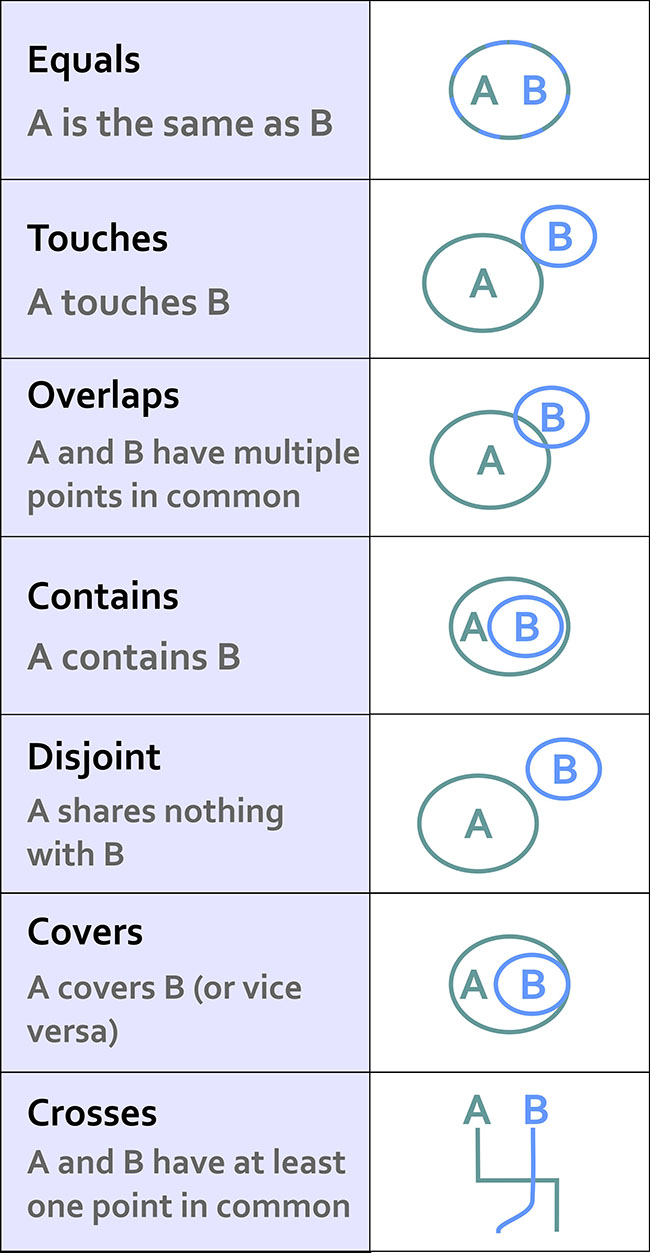 Equals
A is the same as B
A B
Touches
A touches B
A
B
Overlaps
A and B have multiple
points in common
A
B
Contains
A contains B
A B
Disjoint
A shares nothing
with B
A
B
Covers
A covers B (or vice
versa)
A B
Crosses
A and B have at least
one point in common
A B